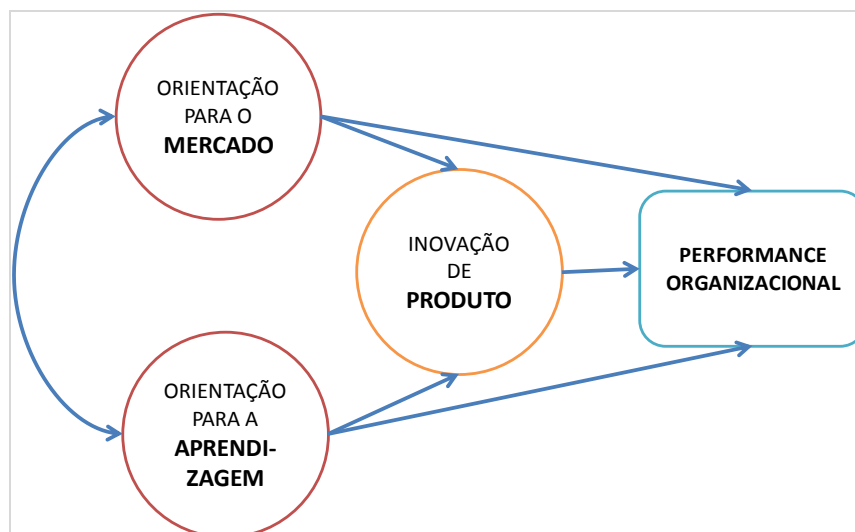 ORIENTAÇÃO
PARA O
MERCADO
INOVAÇÃO
DE
PRODUTO
PERFORMANCE
ORGANIZACIONAL
ORIENTAÇÃO
PARA A
APRENDI-
ZAGEM